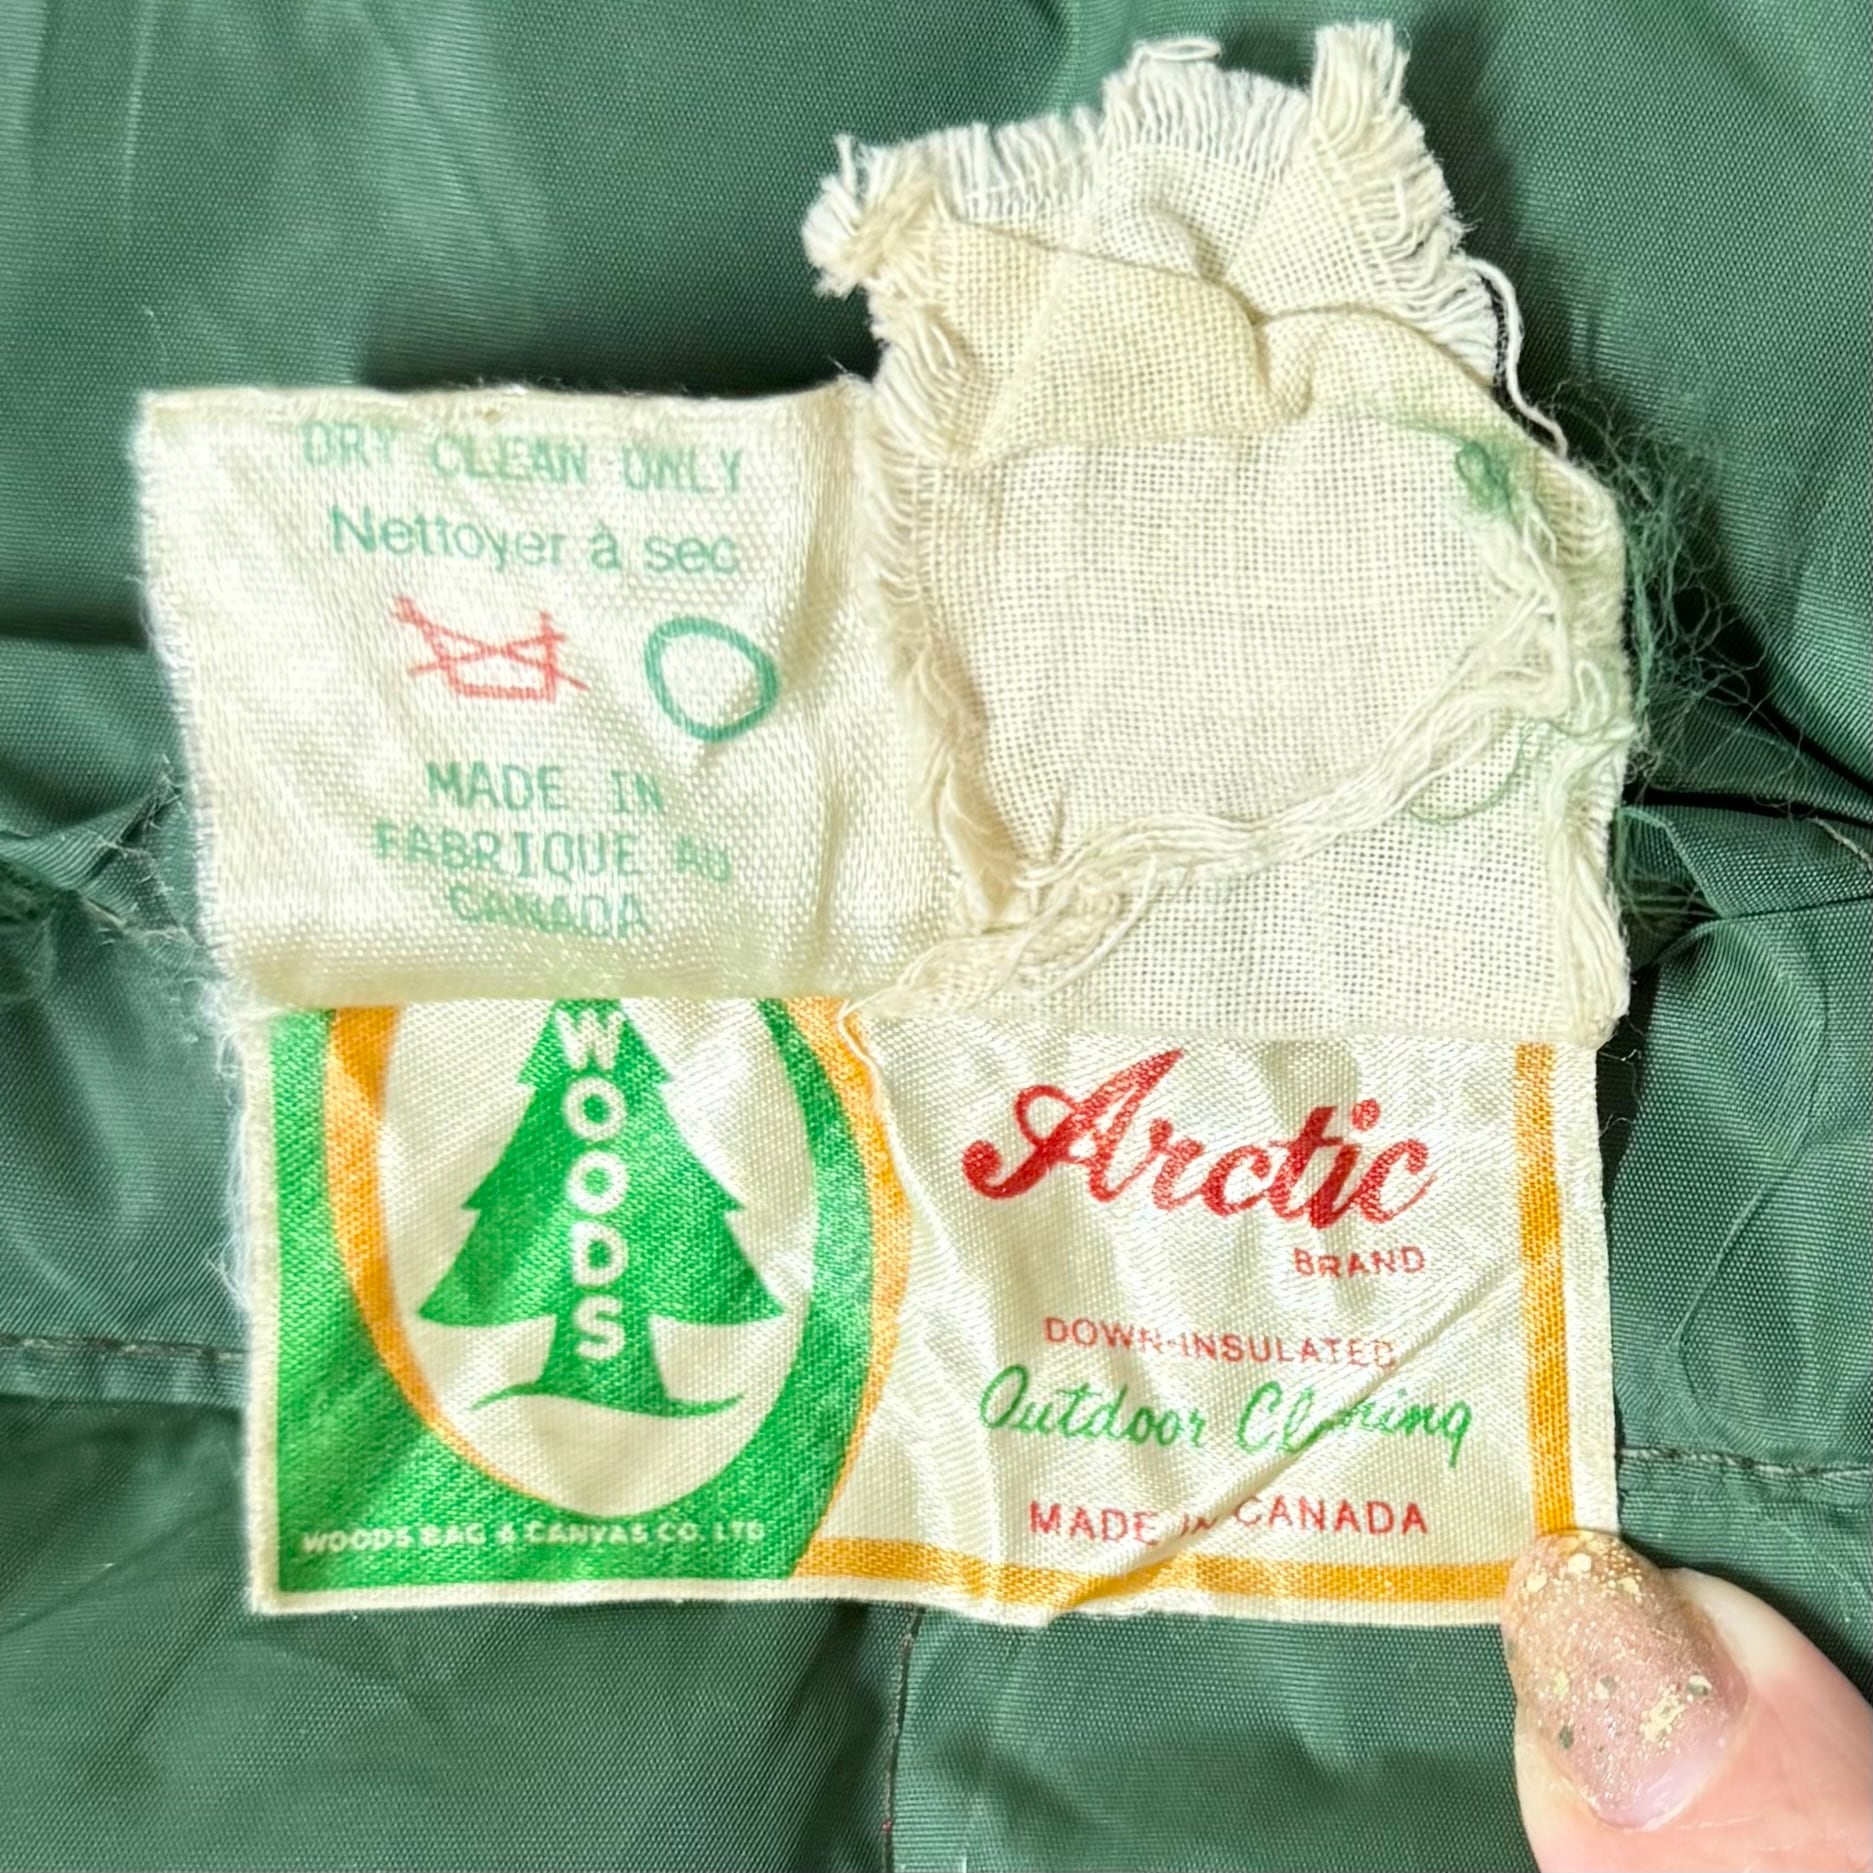 DRY CLEAN ONLY
Nettoyer à sec
MADE IN
FABRIQUE AU
CANADA
WOODS
WOODS BAG & CANVAS CO. LTD
Arctic®
BRAND
DOWN-INSULATED
Outdoor Clothing
MADE IN CANADA